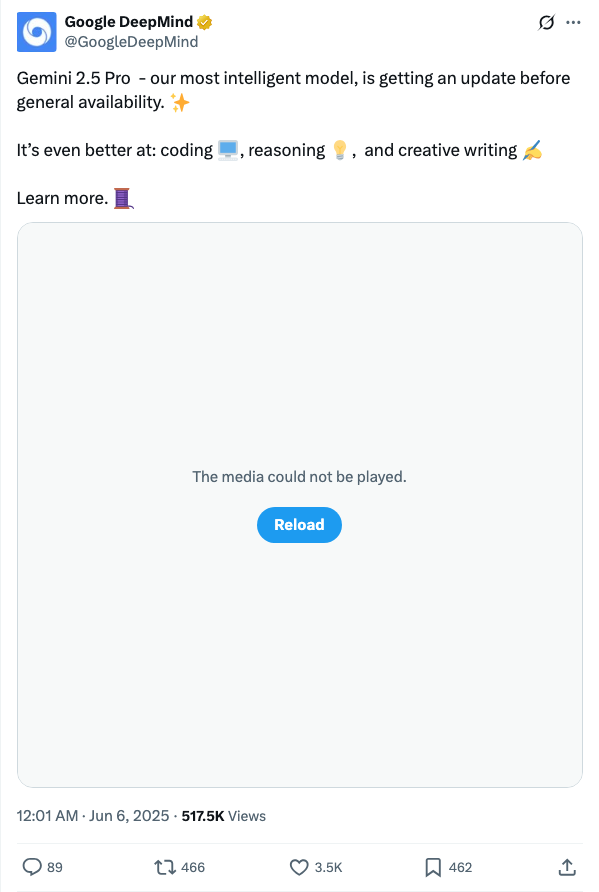 Google DeepMind
@GoogleDeepMind
Gemini 2.5 Pro - our most intelligent model, is getting an update before
general availability. ✨
It’s even better at: coding 🖥️, reasoning 💡, and creative writing ✍️
Learn more. 🧵
The media could not be played.
Reload
12:01 AM · Jun 6, 2025 · 517.5K Views
89 466 3.5K 462